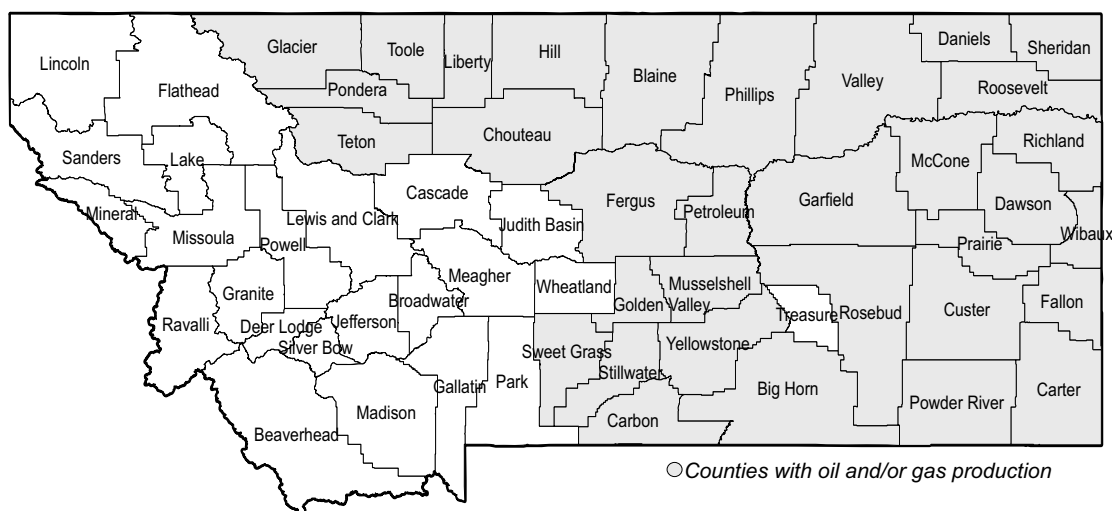 Lincoln
Flathead
Glacier
Toole
Liberty
Hill
Blaine
Phillips
Valley
Daniels
Sheridan
Roosevelt
Pondera
Teton
Chouteau
Richland
McCone
Sanders
Lake
Cascade
Fergus
Petroleum
Garfield
Dawson
Mineral
Missoula
Powell
Lewis and Clark
Judith Basin
Wibaux
Prairie
Meagher
Wheatland
Musselshell
Golden Valley
Granite
Broadwater
Treasure
Rosebud
Custer
Fallon
Ravalli
Deer Lodge
Jefferson
Silver Bow
Sweet Grass
Yellowstone
Stillwater
Gallatin
Park
Big Horn
Powder River
Carter
Madison
Carbon
Beaverhead
Counties with oil and/or gas production